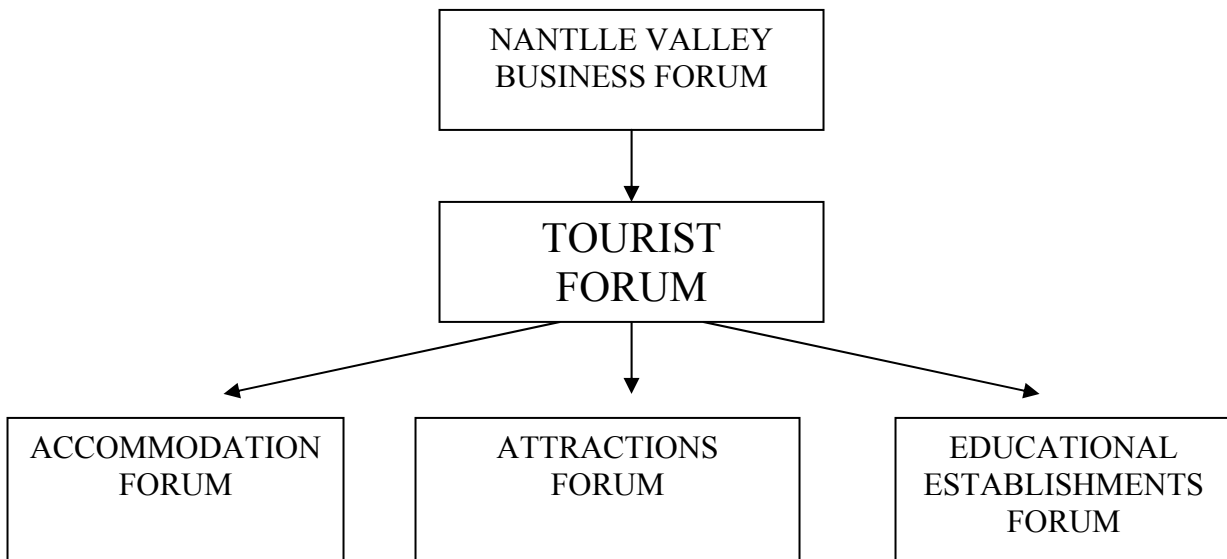 NANTLLE VALLEY
BUSINESS FORUM
TOURIST
FORUM
ACCOMMODATION
FORUM
ATTRACTIONS
FORUM
EDUCATIONAL
ESTABLISHMENTS
FORUM